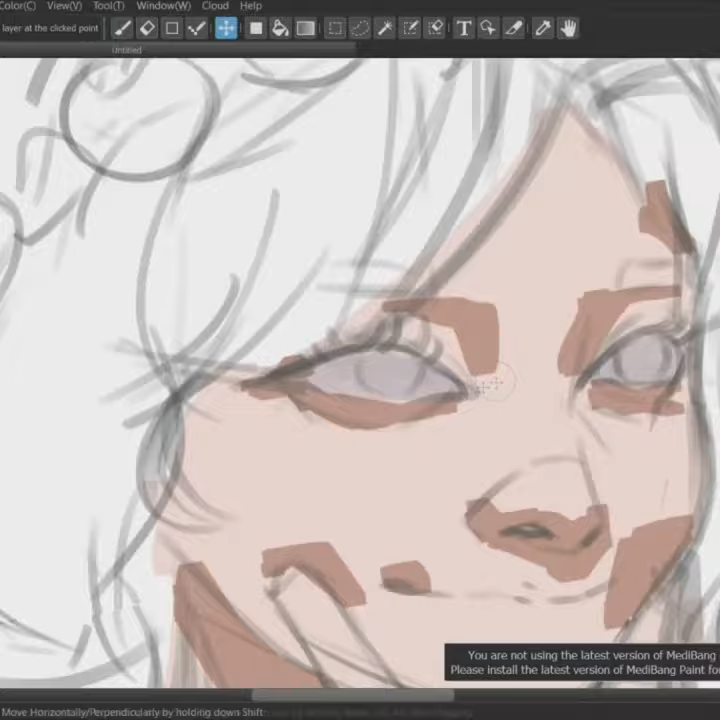 Color(C) View(V) Tool(T) Window(W) Cloud Help
layer at the clicked point
T
Untitled
You are not using the latest version of MediBang
Please install the latest version of MediBang Paint for
Move Horizontally/Perpendicularly by holding down Shift